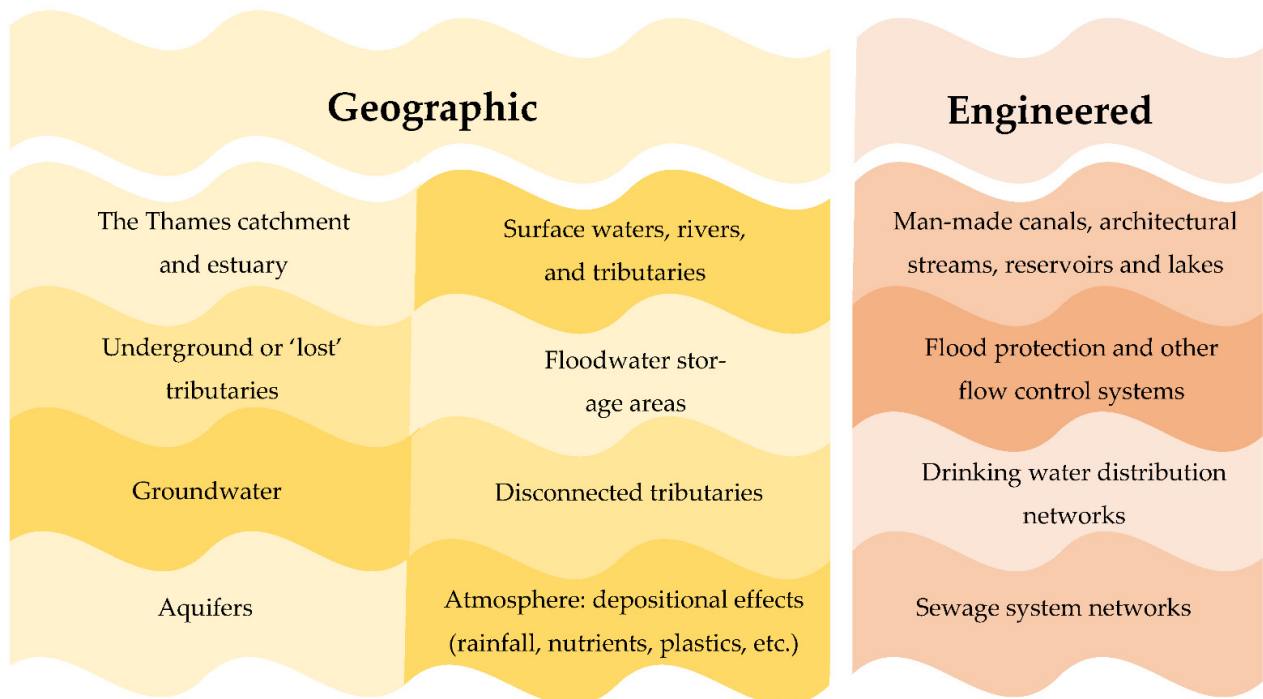 Geographic
Engineered
The Thames catchment
and estuary
Surface waters, rivers,
and tributaries
Man-made canals, architectural
streams, reservoirs and lakes
Underground or ‘lost’
tributaries
Floodwater stor-
age areas
Flood protection and other
flow control systems
Groundwater
Disconnected tributaries
Drinking water distribution
networks
Aquifers
Atmosphere: depositional effects
(rainfall, nutrients, plastics, etc.)
Sewage system networks